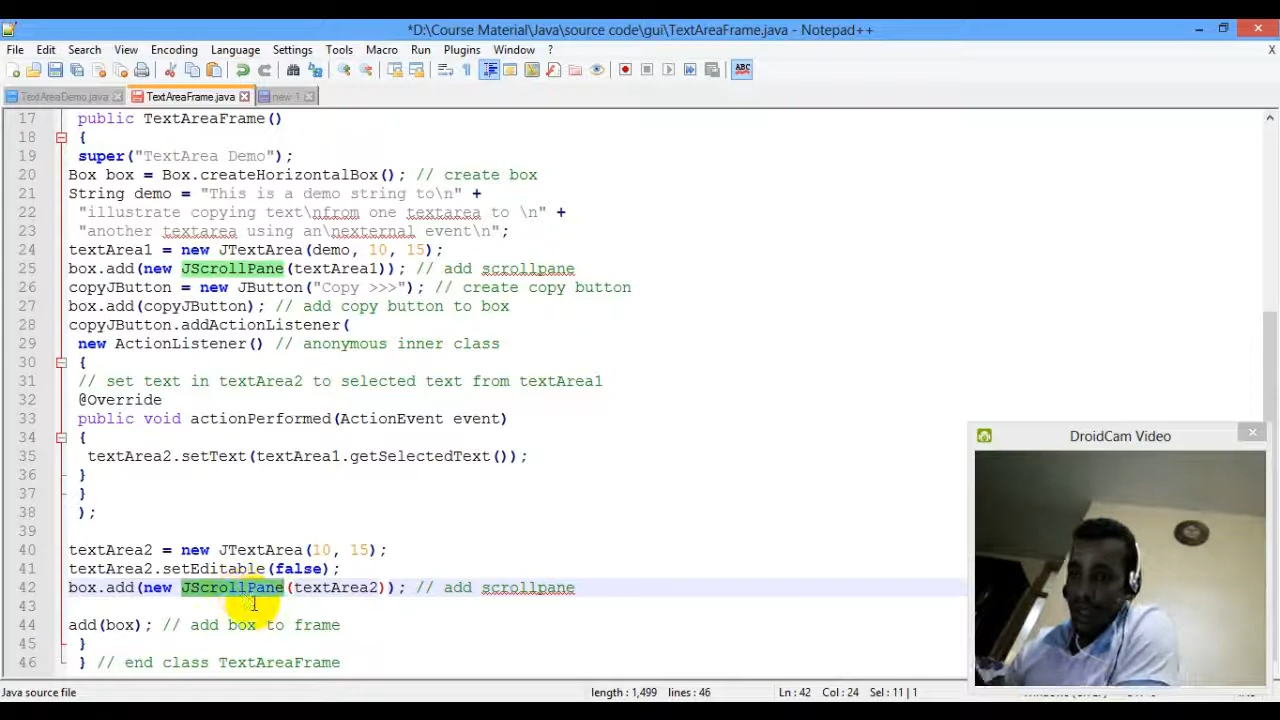 *D:\Course Material\Java\source code\gui\TextAreaFrame.java - Notepad++
File Edit Search View Encoding Language Settings Tools Macro Run Plugins Window ? X
TextAreaDemo.java TextAreaFrame.java new 1
17 public TextAreaFrame()
18 {
19 super("TextArea Demo");
20 Box box = Box.createHorizontalBox(); // create box
21 String demo = "This is a demo string to\n" +
22 "illustrate copying text\nfrom one textarea to \n" +
23 "another textarea using an\nexternal event\n";
24 textArea1 = new JTextArea(demo, 10, 15);
25 box.add(new JScrollPane(textArea1)); // add scrollpane
26 copyJButton = new JButton("Copy >>>"); // create copy button
27 box.add(copyJButton); // add copy button to box
28 copyJButton.addActionListener(
29 new ActionListener() // anonymous inner class
30 {
31 // set text in textArea2 to selected text from textArea1
32 @Override
33 public void actionPerformed(ActionEvent event)
34 {
35 textArea2.setText(textArea1.getSelectedText());
36 }
37 }
38 );
39
40 textArea2 = new JTextArea(10, 15);
41 textArea2.setEditable(false);
42 box.add(new JScrollPane(textArea2)); // add scrollpane
43
44 add(box); // add box to frame
45 }
46 } // end class TextAreaFrame
DroidCam Video
Java source file length : 1,499 lines : 46 Ln : 42 Col : 24 Sel : 11 | 1